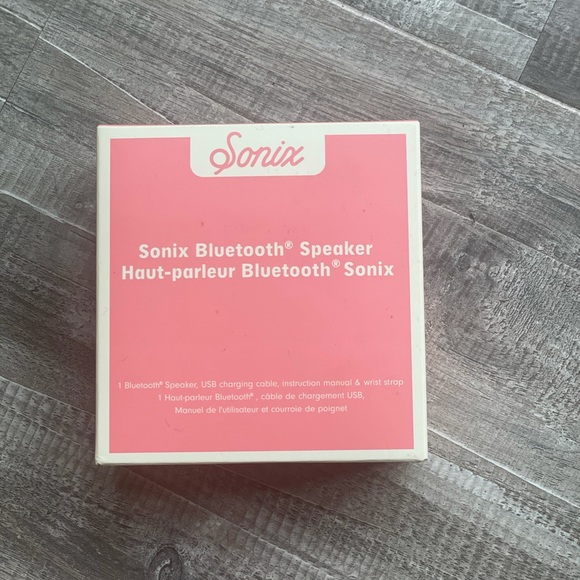 Sonix
Sonix Bluetooth® Speaker
Haut-parleur Bluetooth® Sonix
1 Bluetooth® Speaker, USB charging cable, instruction manual & wrist strap
1 Haut-parleur Bluetooth®, câble de chargement USB,
Manuel de l'utilisateur et courroie de poignet